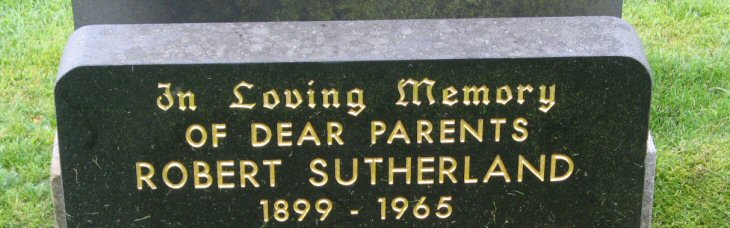 In Loving Memory
OF DEAR PARENTS
ROBERT SUTHERLAND
1899 - 1965